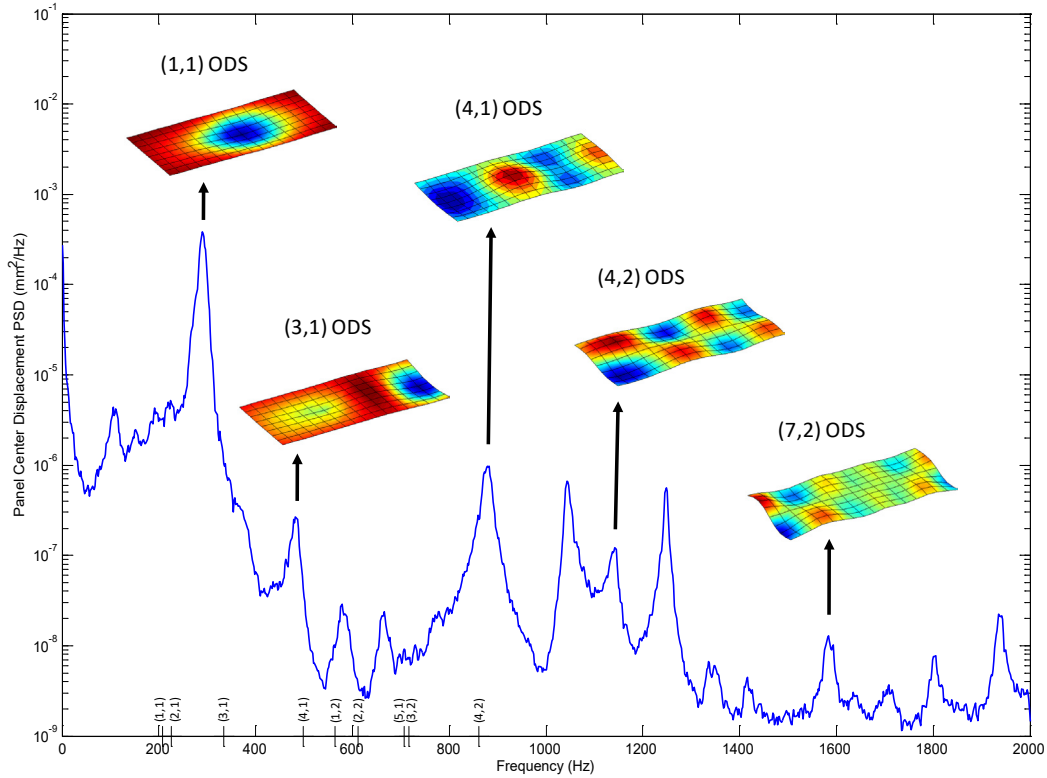 10⁻¹
10⁻²
10⁻³
10⁻⁴
10⁻⁵
10⁻⁶
10⁻⁷
10⁻⁸
10⁻⁹
Panel Center Displacement PSD (mm²/Hz)
(1,1) ODS
(4,1) ODS
(4,2) ODS
(3,1) ODS
(7,2) ODS
(1,1)
(2,1)
(3,1)
(4,1)
(1,2)
(2,2)
(5,1)
(3,2)
(4,2)
0 200 400 600 800 1000 1200 1400 1600 1800 2000
Frequency (Hz)